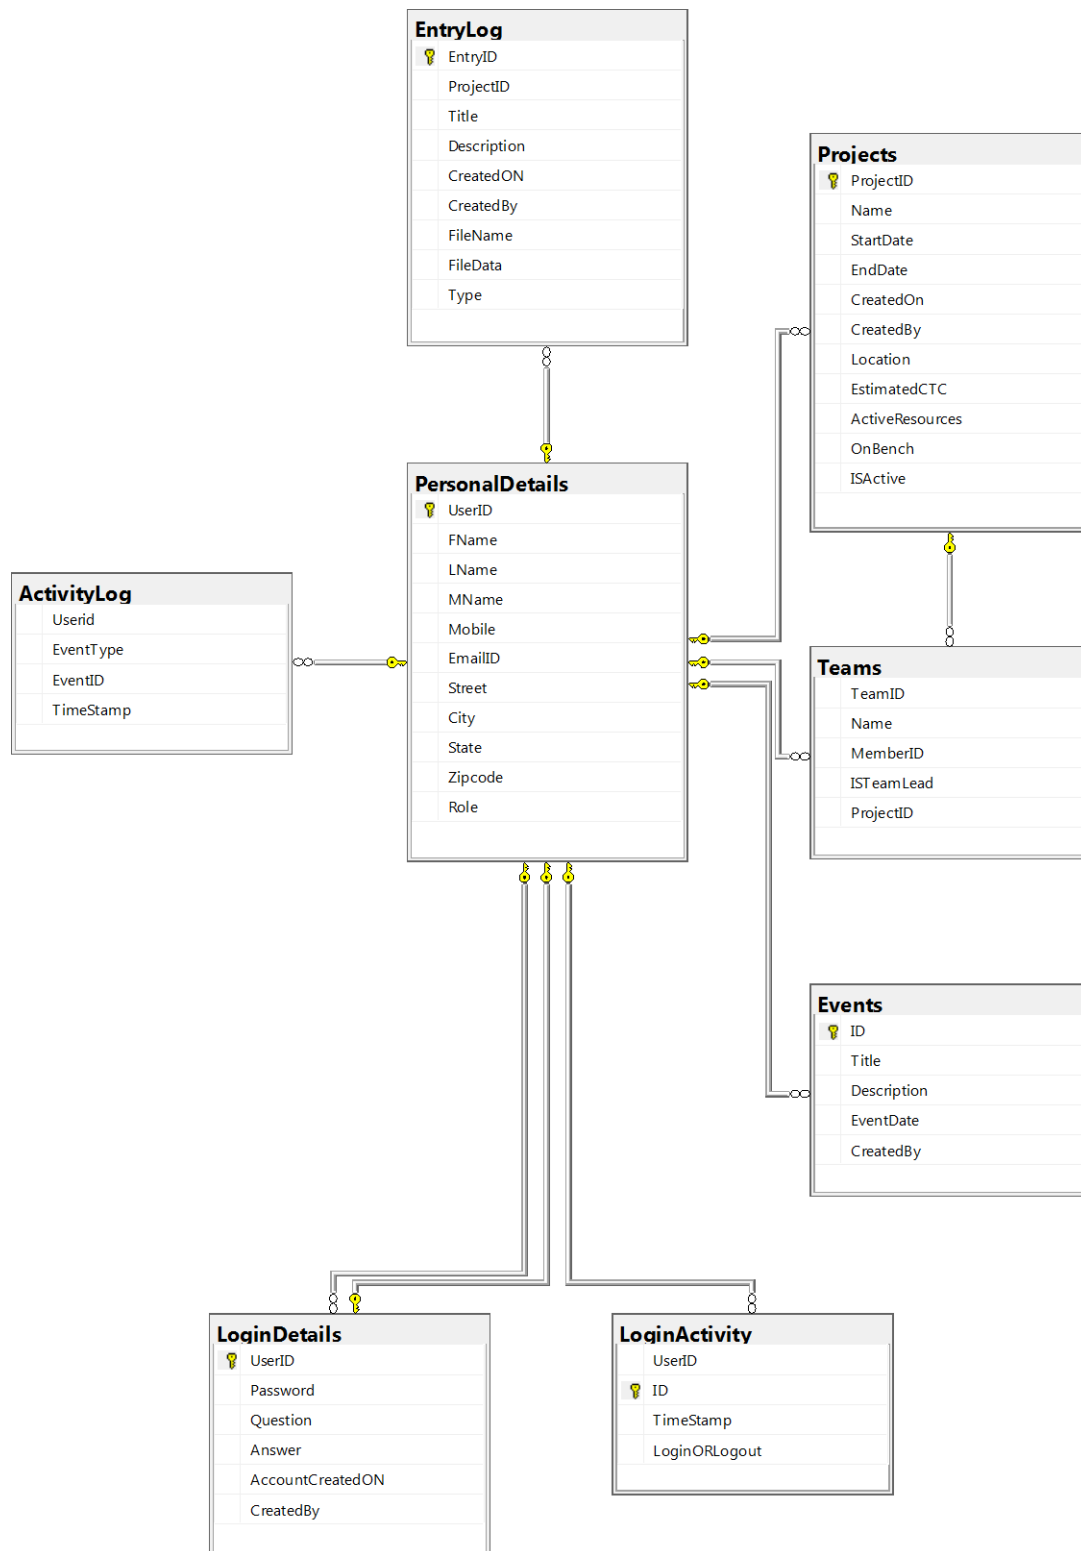 EntryLog
EntryID
ProjectID
Title
Description
CreatedON
CreatedBy
FileName
FileData
Type
Projects
ProjectID
Name
StartDate
EndDate
CreatedOn
CreatedBy
Location
EstimatedCTC
ActiveResources
OnBench
ISActive
PersonalDetails
UserID
FName
LName
MName
Mobile
EmailID
Street
City
State
Zipcode
Role
ActivityLog
Userid
EventType
EventID
TimeStamp
Teams
TeamID
Name
MemberID
ISTeamLead
ProjectID
Events
ID
Title
Description
EventDate
CreatedBy
LoginDetails
UserID
Password
Question
Answer
AccountCreatedON
CreatedBy
LoginActivity
UserID
ID
TimeStamp
LoginORLogout